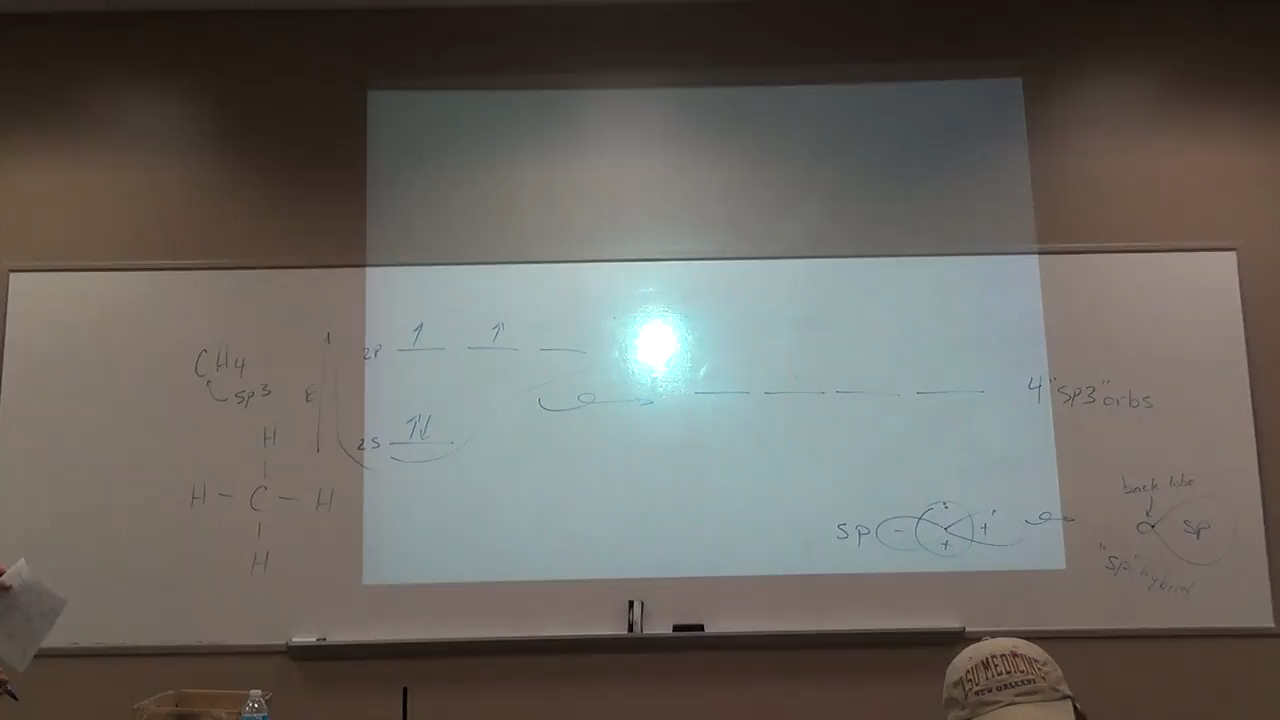 CH4
sp3
H
H - C - H
H
E
2P
2S
4 "sp3" orbs
SP
-
+
+
back lobe
sp
"sp" hybrid
LSU MEDICINE
NEW ORLEANS